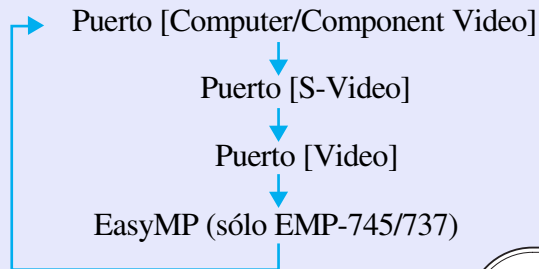 Puerto [Computer/Component Video]
Puerto [S-Video]
Puerto [Video]
EasyMP (sólo EMP-745/737)